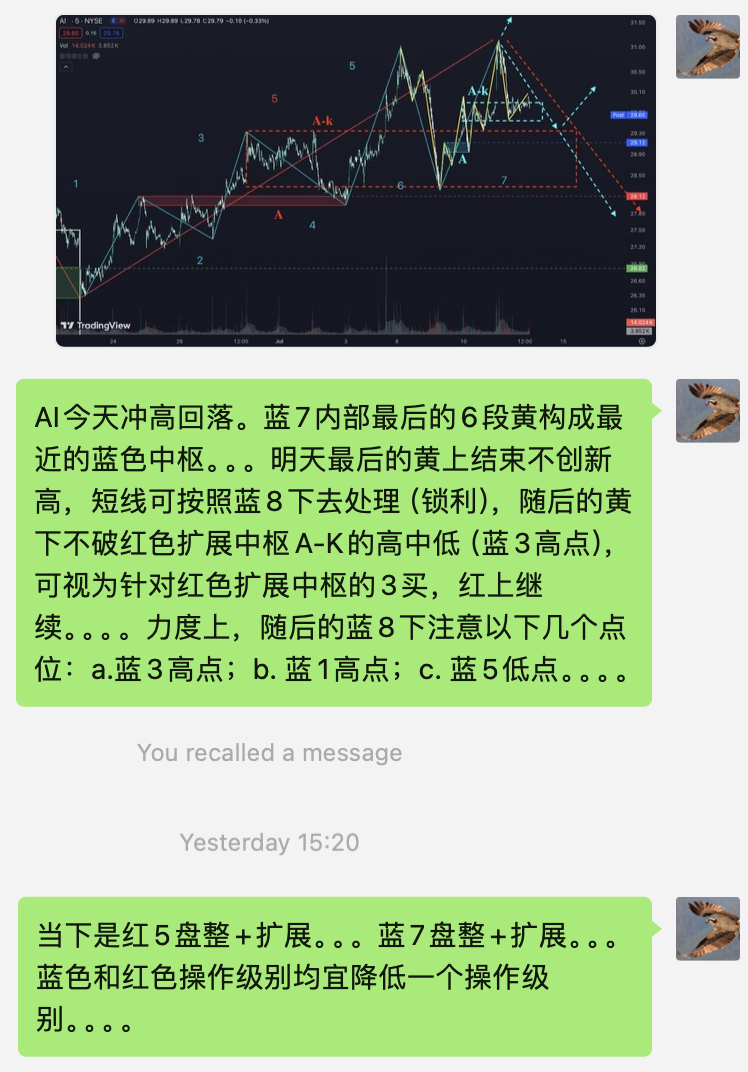 AI · 5 · NYSE O29.89 H29.89 L29.78 C29.79 −0.10 (−0.33%)
29.60 0.16 29.76
Vol 14.024K 3.852K
31.50
31.00
30.50
30.10
Post 29.65
29.30
29.12
28.90
28.50
28.12
27.80
27.50
27.20
26.90
26.62
26.60
26.35
26.10
14.024K
3.852K
1
2
3
4
5
5
6
7
A-k
A
A-k
A
TradingView
24
26
12:00
Jul
3
8
10
12:00
15
AI今天冲高回落。蓝7内部最后的6段黄构成最
近的蓝色中枢。。。明天最后的黄上结束不创新
高，短线可按照蓝8下去处理（锁利），随后的黄
下不破红色扩展中枢A-K的高中低（蓝3高点），
可视为针对红色扩展中枢的3买，红上继
续。。。。力度上，随后的蓝8下注意以下几个点
位：a.蓝3高点；b. 蓝1高点；c. 蓝5低点。。。。
You recalled a message
Yesterday 15:20
当下是红5盘整+扩展。。。蓝7盘整+扩展。。。
蓝色和红色操作级别均宜降低一个操作级
别。。。。